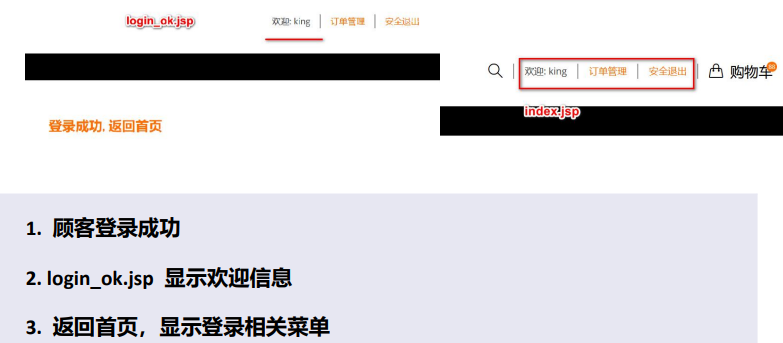 login_ok.jsp
欢迎: king 订单管理 安全退出
欢迎: king 订单管理 安全退出 购物车 88
index.jsp
登录成功. 返回首页
1. 顾客登录成功
2. login_ok.jsp 显示欢迎信息
3. 返回首页，显示登录相关菜单